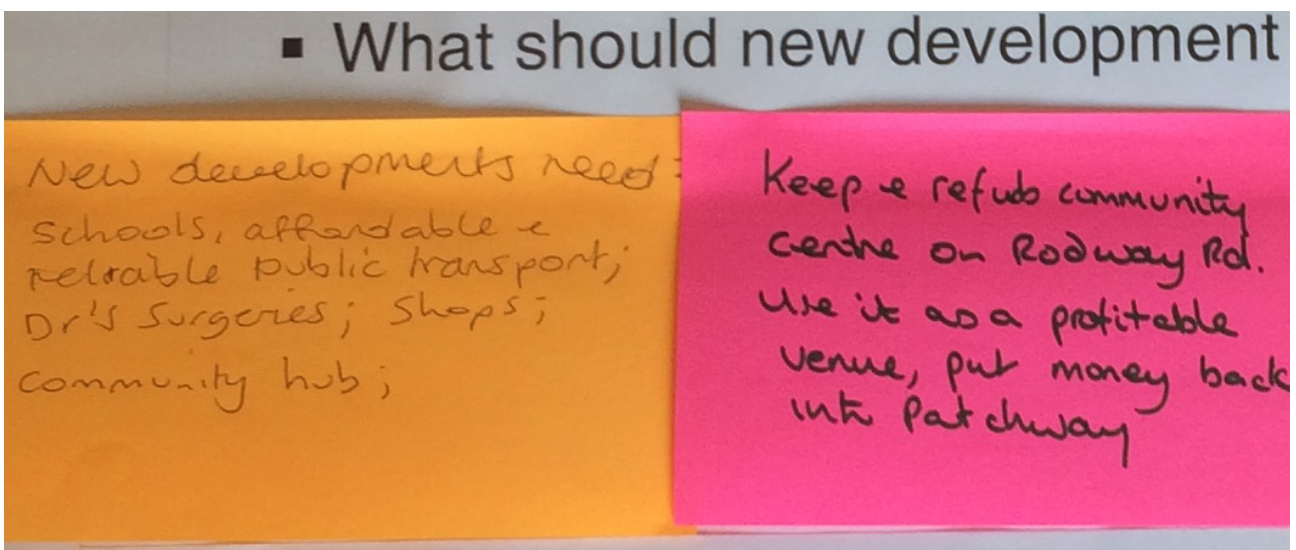 ▪ What should new development
New developments need:
schools, affordable e
reliable public transport;
Dr's surgeries; shops;
community hub;
Keep e refub community
centre on Rodway Rd.
Use it as a profitable
venue, put money back
into Patchway